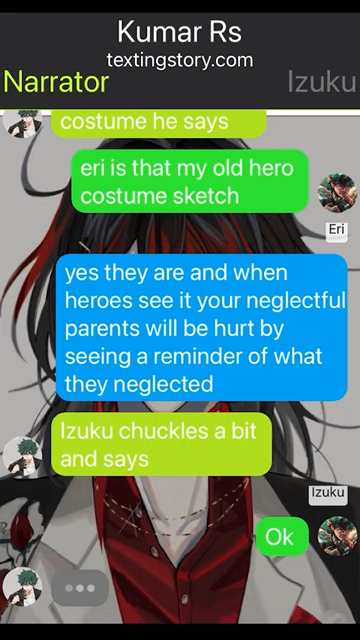 Kumar Rs
textingstory.com
Narrator
Izuku
costume he says
eri is that my old hero
costume sketch
Eri
yes they are and when
heroes see it your neglectful
parents will be hurt by
seeing a reminder of what
they neglected
Izuku chuckles a bit
and says
Izuku
Ok